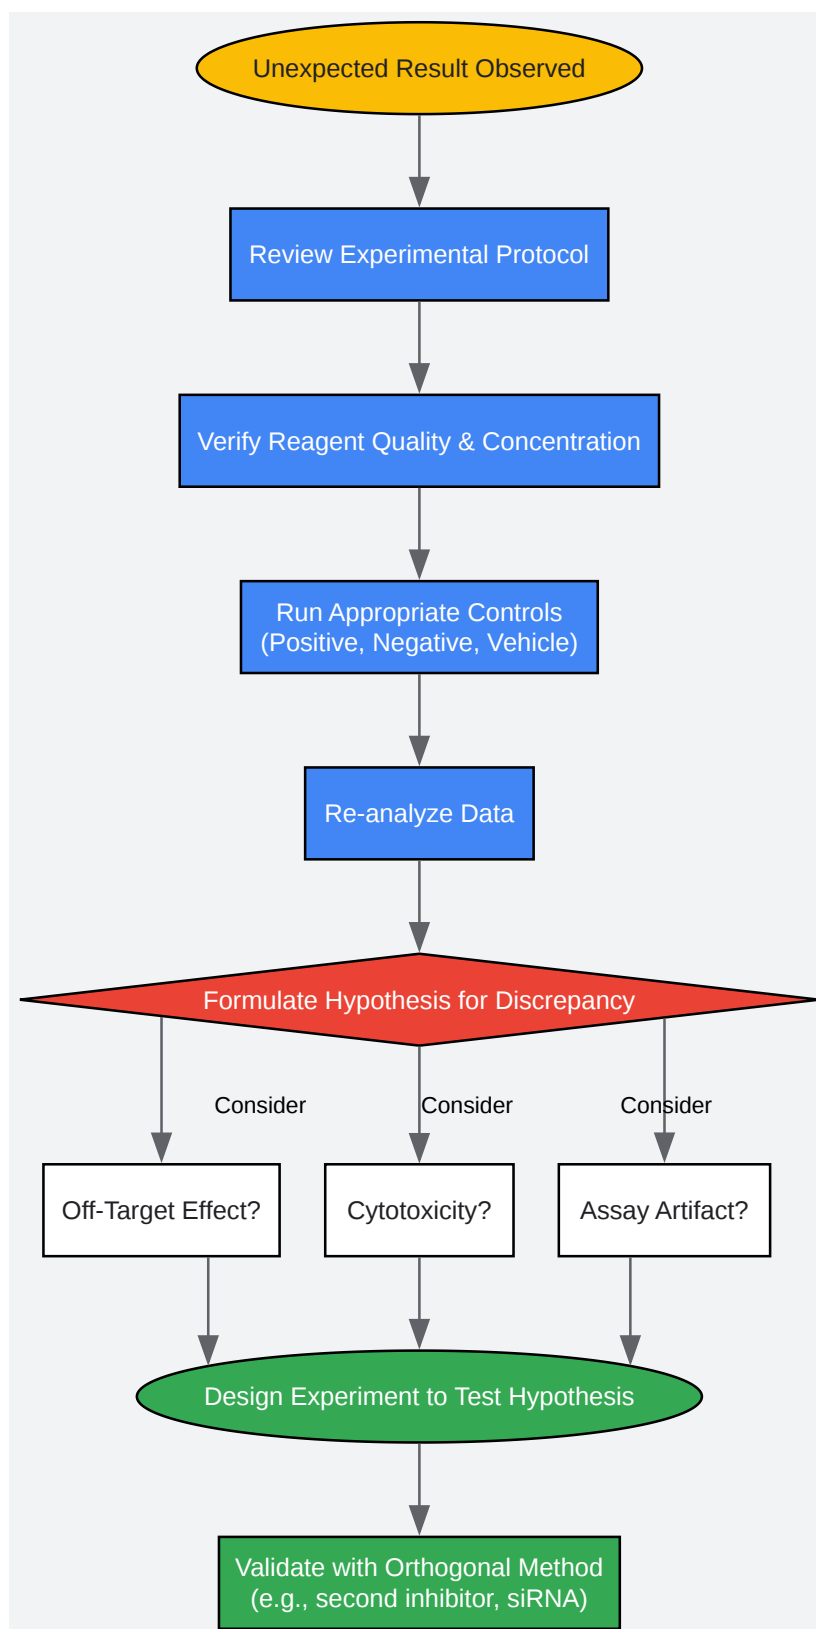 Unexpected Result Observed
Review Experimental Protocol
Verify Reagent Quality & Concentration
Run Appropriate Controls
(Positive, Negative, Vehicle)
Re-analyze Data
Formulate Hypothesis for Discrepancy
Consider
Consider
Consider
Off-Target Effect?
Cytotoxicity?
Assay Artifact?
Design Experiment to Test Hypothesis
Validate with Orthogonal Method
(e.g., second inhibitor, siRNA)